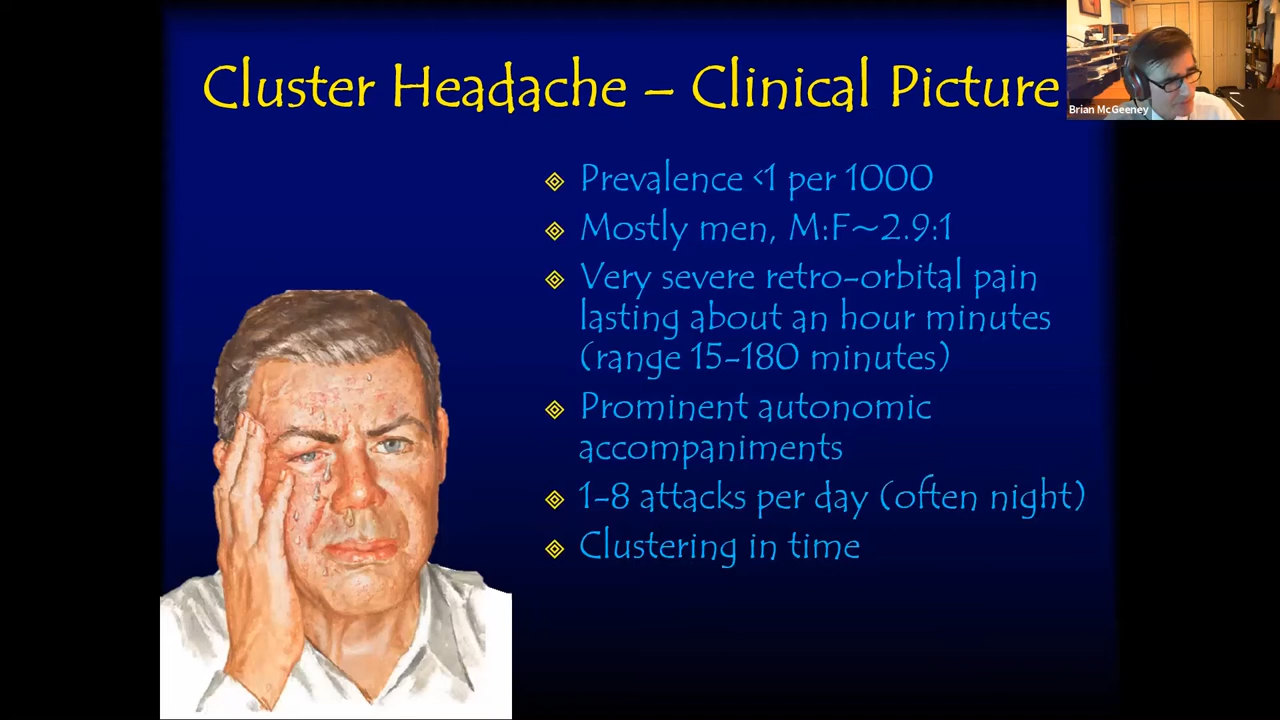 Cluster Headache – Clinical Picture
Brian McGeeney
Prevalence <1 per 1000
Mostly men, M:F~2.9:1
Very severe retro-orbital pain
lasting about an hour minutes
(range 15-180 minutes)
Prominent autonomic
accompaniments
1-8 attacks per day (often night)
Clustering in time